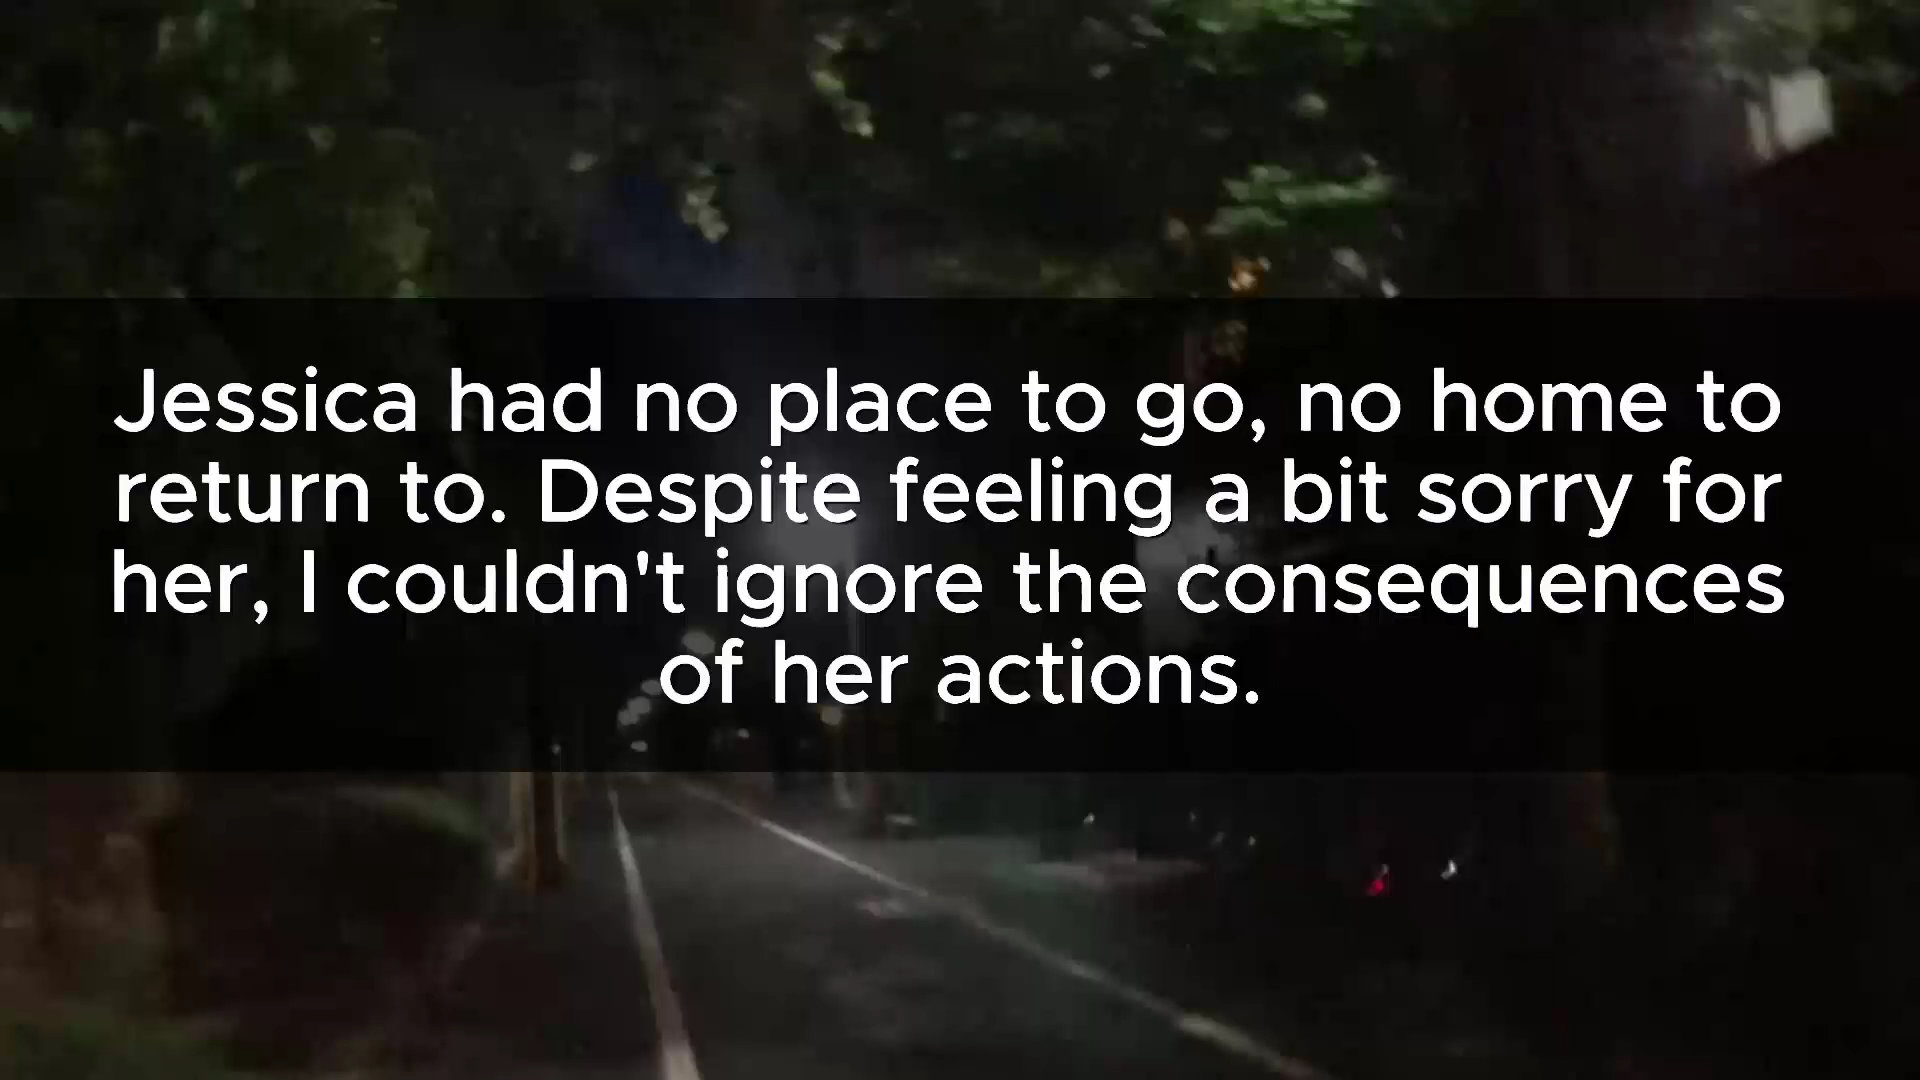 Jessica had no place to go, no home to
return to. Despite feeling a bit sorry for
her, I couldn't ignore the consequences
of her actions.